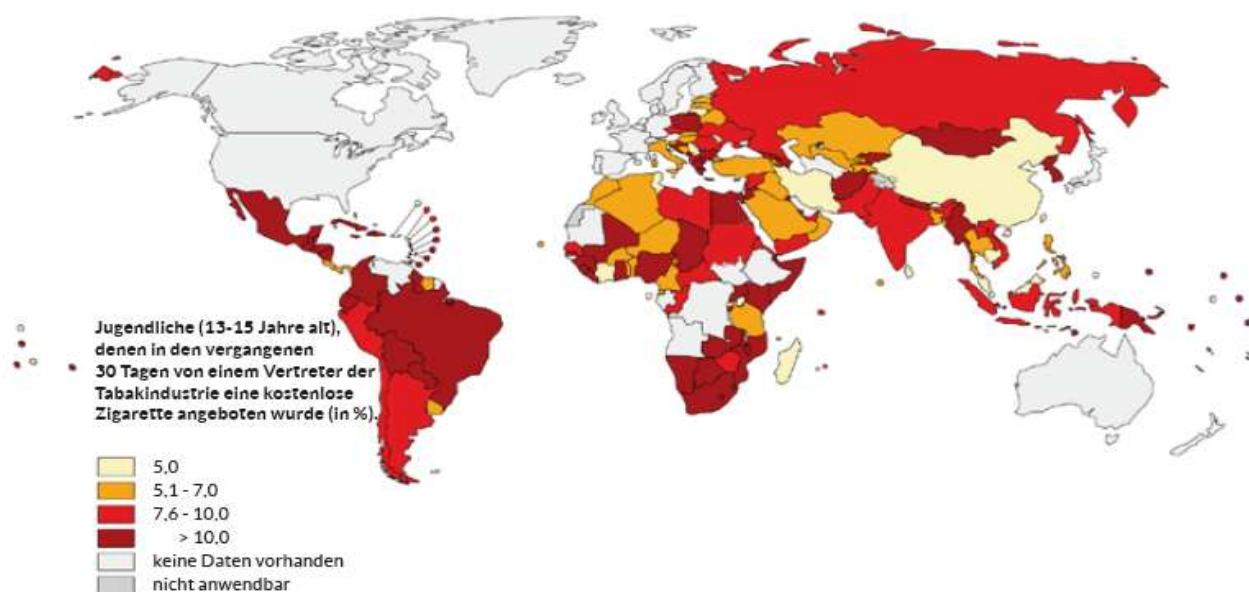 Jugendliche (13-15 Jahre alt),
denen in den vergangenen
30 Tagen von einem Vertreter der
Tabakindustrie eine kostenlose
Zigarette angeboten wurde (in %).
5,0
5,1 - 7,0
7,6 - 10,0
> 10,0
keine Daten vorhanden
nicht anwendbar